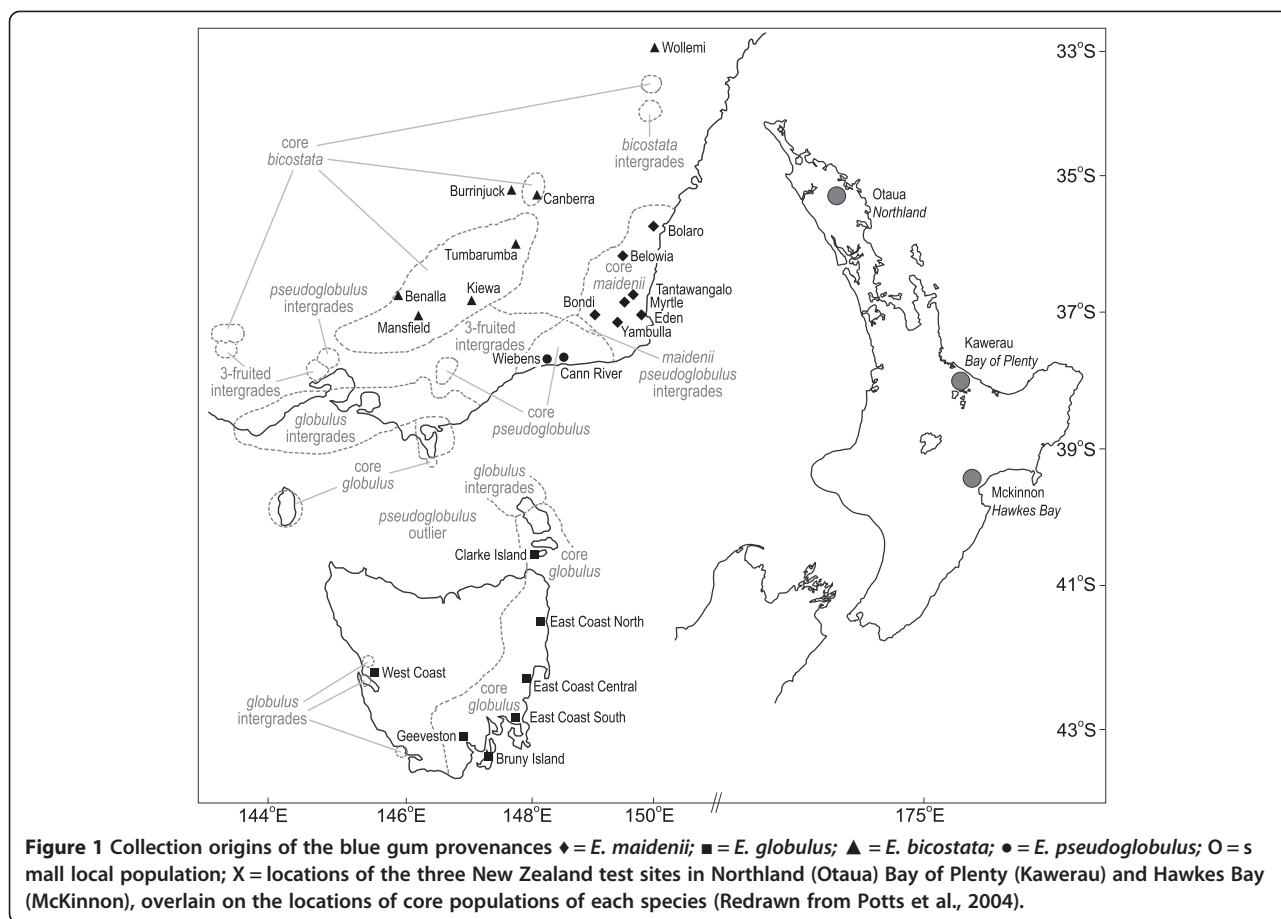 33°S
35°S
37°S
39°S
41°S
43°S
144°E
146°E
148°E
150°E
175°E
Wollemi
core
bicostata
bicostata
intergrades
Burrinjuck
Canberra
Tumbarumba
Benalla
Kiewa
Mansfield
pseudoglobulus
intergrades
3-fruited
intergrades
3-fruited
intergrades
Bolaro
Belowia
core
maidenii
Tantawangalo
Bondi
Myrtle
Eden
Yambulla
Wiebens
Cann River
maidenii
pseudoglobulus
intergrades
core
pseudoglobulus
globulus
intergrades
core
globulus
globulus
intergrades
pseudoglobulus
outlier
Clarke Island
core
globulus
East Coast North
West Coast
East Coast Central
core
globulus
East Coast South
globulus
intergrades
Geeveston
Bruny Island
Otaua
Northland
Kawerau
Bay of Plenty
Mckinnon
Hawkes Bay
Figure 1 Collection origins of the blue gum provenances ♦ = E. maidenii; ■ = E. globulus; ▲ = E. bicostata; ● = E. pseudoglobulus; O = s
mall local population; X = locations of the three New Zealand test sites in Northland (Otaua) Bay of Plenty (Kawerau) and Hawkes Bay
(McKinnon), overlain on the locations of core populations of each species (Redrawn from Potts et al., 2004).